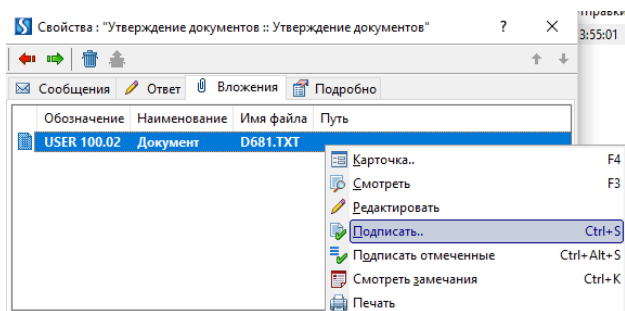 Свойства : "Утверждение документов :: Утверждение документов" ?
3:55:01
Сообщения Ответ Вложения Подробно
Обозначение Наименование Имя файла Путь
USER 100.02 Документ D681.TXT
Карточка.. F4
Смотреть F3
Редактировать
Подписать.. Ctrl+S
Подписать отмеченные Ctrl+Alt+S
Смотреть замечания Ctrl+K
Печать